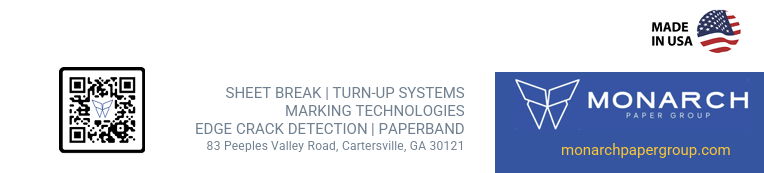 MADE
IN USA
SHEET BREAK | TURN-UP SYSTEMS
MARKING TECHNOLOGIES
EDGE CRACK DETECTION | PAPERBAND
83 Peeples Valley Road, Cartersville, GA 30121
MONARCH
PAPER GROUP
monarchpapergroup.com